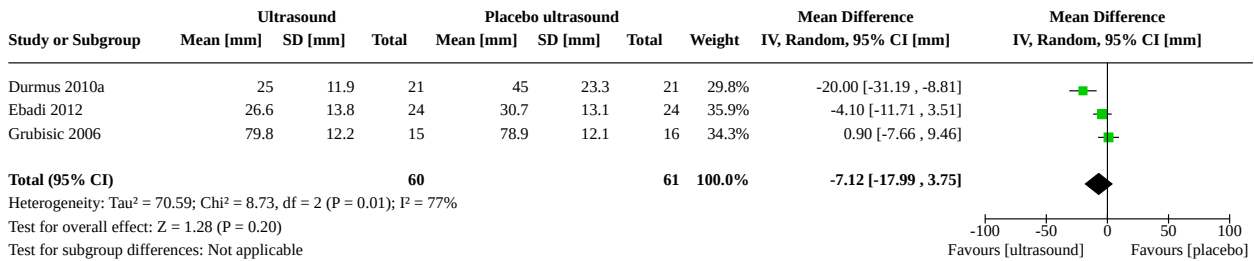 Ultrasound Placebo ultrasound Mean Difference Mean Difference
Study or Subgroup Mean [mm] SD [mm] Total Mean [mm] SD [mm] Total Weight IV, Random, 95% CI [mm] IV, Random, 95% CI [mm]
Durmus 2010a 25 11.9 21 45 23.3 21 29.8% -20.00 [-31.19 , -8.81]
Ebadi 2012 26.6 13.8 24 30.7 13.1 24 35.9% -4.10 [-11.71 , 3.51]
Grubisic 2006 79.8 12.2 15 78.9 12.1 16 34.3% 0.90 [-7.66 , 9.46]
Total (95% CI) 60 61 100.0% -7.12 [-17.99 , 3.75]
Heterogeneity: Tau² = 70.59; Chi² = 8.73, df = 2 (P = 0.01); I² = 77%
Test for overall effect: Z = 1.28 (P = 0.20)
-100 -50 0 50 100
Test for subgroup differences: Not applicable Favours [ultrasound] Favours [placebo]